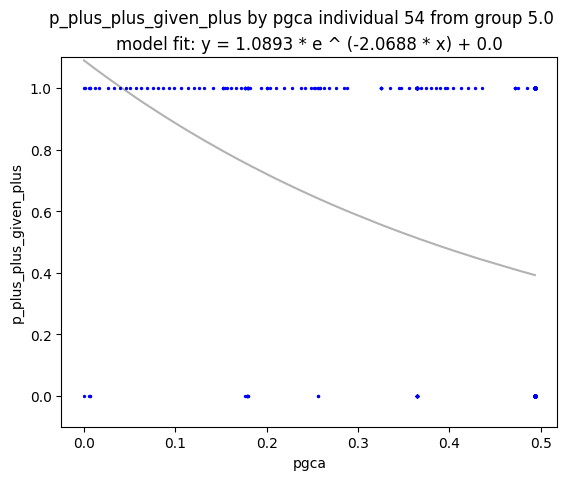 p_plus_plus_given_plus by pgca individual 54 from group 5.0
model fit: y = 1.0893 * e ^ (-2.0688 * x) + 0.0
1.0
0.8
0.6
0.4
0.2
0.0
p_plus_plus_given_plus
0.0 0.1 0.2 0.3 0.4 0.5
pgca